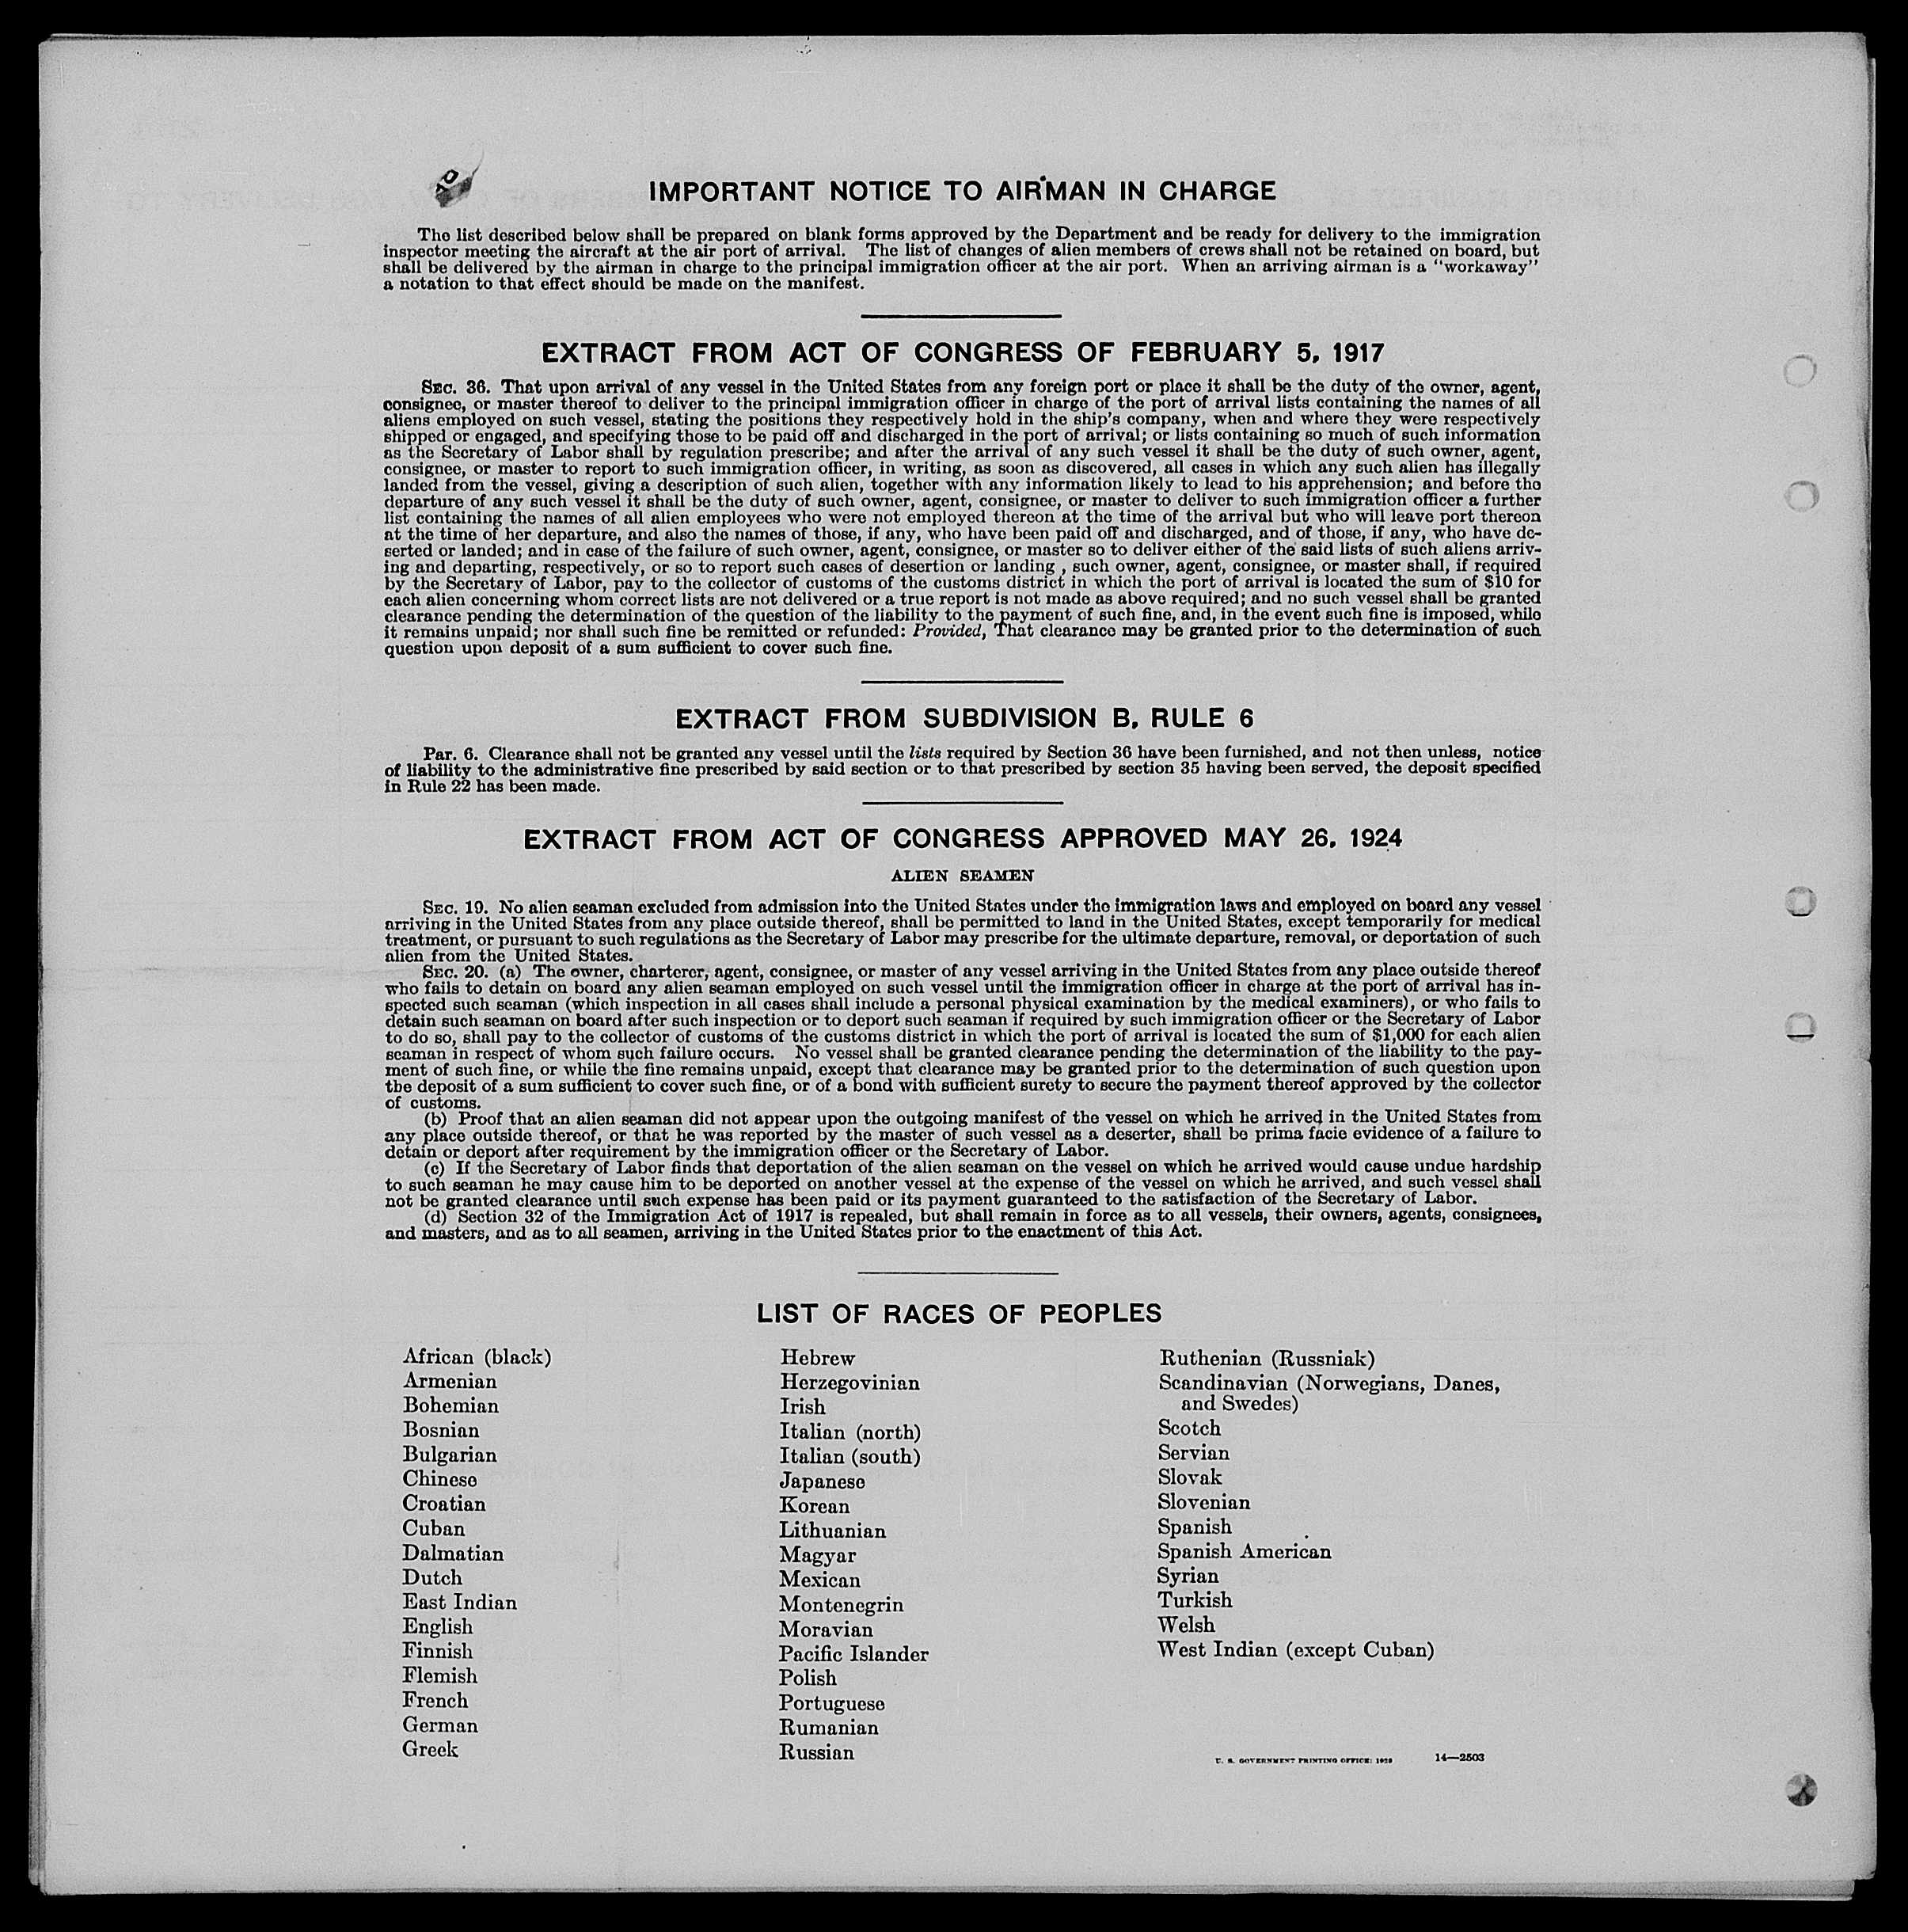 IMPORTANT NOTICE TO AIRMAN IN CHARGE
The list described below shall be prepared on blank forms approved by the Department and be ready for delivery to the immigration
inspector meeting the aircraft at the air port of arrival. The list of changes of alien members of crews shall not be retained on board, but
shall be delivered by the airman in charge to the principal immigration officer at the air port. When an arriving airman is a "workaway"
a notation to that effect should be made on the manifest.
EXTRACT FROM ACT OF CONGRESS OF FEBRUARY 5, 1917
SEC. 36. That upon arrival of any vessel in the United States from any foreign port or place it shall be the duty of the owner, agent,
consignee, or master thereof to deliver to the principal immigration officer in charge of the port of arrival lists containing the names of all
aliens employed on such vessel, stating the positions they respectively hold in the ship's company, when and where they were respectively
shipped or engaged, and specifying those to be paid off and discharged in the port of arrival; or lists containing so much of such information
as the Secretary of Labor shall by regulation prescribe; and after the arrival of any such vessel it shall be the duty of such owner, agent,
consignee, or master to report to such immigration officer, in writing, as soon as discovered, all cases in which any such alien has illegally
landed from the vessel, giving a description of such alien, together with any information likely to lead to his apprehension; and before the
departure of any such vessel it shall be the duty of such owner, agent, consignee, or master to deliver to such immigration officer a further
list containing the names of all alien employees who were not employed thereon at the time of the arrival but who will leave port thereon
at the time of her departure, and also the names of those, if any, who have been paid off and discharged, and of those, if any, who have de-
serted or landed; and in case of the failure of such owner, agent, consignee, or master so to deliver either of the said lists of such aliens arriv-
ing and departing, respectively, or so to report such cases of desertion or landing , such owner, agent, consignee, or master shall, if required
by the Secretary of Labor, pay to the collector of customs of the customs district in which the port of arrival is located the sum of $10 for
each alien concerning whom correct lists are not delivered or a true report is not made as above required; and no such vessel shall be granted
clearance pending the determination of the question of the liability to the payment of such fine, and, in the event such fine is imposed, while
it remains unpaid; nor shall such fine be remitted or refunded: Provided, That clearance may be granted prior to the determination of such
question upon deposit of a sum sufficient to cover such fine.
EXTRACT FROM SUBDIVISION B, RULE 6
Par. 6. Clearance shall not be granted any vessel until the lists required by Section 36 have been furnished, and not then unless, notice
of liability to the administrative fine prescribed by said section or to that prescribed by section 35 having been served, the deposit specified
in Rule 22 has been made.
EXTRACT FROM ACT OF CONGRESS APPROVED MAY 26, 1924
ALIEN SEAMEN
SEC. 19. No alien seaman excluded from admission into the United States under the immigration laws and employed on board any vessel
arriving in the United States from any place outside thereof, shall be permitted to land in the United States, except temporarily for medical
treatment, or pursuant to such regulations as the Secretary of Labor may prescribe for the ultimate departure, removal, or deportation of such
alien from the United States.
SEC. 20. (a) The owner, charterer, agent, consignee, or master of any vessel arriving in the United States from any place outside thereof
who fails to detain on board any alien seaman employed on such vessel until the immigration officer in charge at the port of arrival has in-
spected such seaman (which inspection in all cases shall include a personal physical examination by the medical examiners), or who fails to
detain such seaman on board after such inspection or to deport such seaman if required by such immigration officer or the Secretary of Labor
to do so, shall pay to the collector of customs of the customs district in which the port of arrival is located the sum of $1,000 for each alien
seaman in respect of whom such failure occurs. No vessel shall be granted clearance pending the determination of the liability to the pay-
ment of such fine, or while the fine remains unpaid, except that clearance may be granted prior to the determination of such question upon
the deposit of a sum sufficient to cover such fine, or of a bond with sufficient surety to secure the payment thereof approved by the collector
of customs.
(b) Proof that an alien seaman did not appear upon the outgoing manifest of the vessel on which he arrived in the United States from
any place outside thereof, or that he was reported by the master of such vessel as a deserter, shall be prima facie evidence of a failure to
detain or deport after requirement by the immigration officer or the Secretary of Labor.
(c) If the Secretary of Labor finds that deportation of the alien seaman on the vessel on which he arrived would cause undue hardship
to such seaman he may cause him to be deported on another vessel at the expense of the vessel on which he arrived, and such vessel shall
not be granted clearance until such expense has been paid or its payment guaranteed to the satisfaction of the Secretary of Labor.
(d) Section 32 of the Immigration Act of 1917 is repealed, but shall remain in force as to all vessels, their owners, agents, consignees,
and masters, and as to all seamen, arriving in the United States prior to the enactment of this Act.
LIST OF RACES OF PEOPLES
African (black)
Armenian
Bohemian
Bosnian
Bulgarian
Chinese
Croatian
Cuban
Dalmatian
Dutch
East Indian
English
Finnish
Flemish
French
German
Greek
Hebrew
Herzegovinian
Irish
Italian (north)
Italian (south)
Japanese
Korean
Lithuanian
Magyar
Mexican
Montenegrin
Moravian
Pacific Islander
Polish
Portuguese
Rumanian
Russian
Ruthenian (Russniak)
Scandinavian (Norwegians, Danes,
and Swedes)
Scotch
Servian
Slovak
Slovenian
Spanish
Spanish American
Syrian
Turkish
Welsh
West Indian (except Cuban)
U. S. GOVERNMENT PRINTING OFFICE: 1929 14—2503